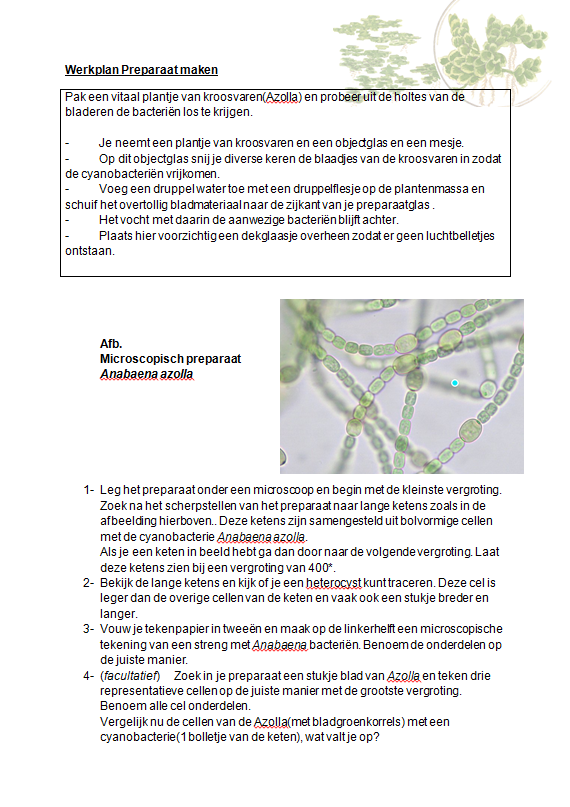 Werkplan Preparaat maken
Pak een vitaal plantje van kroosvaren(Azolla) en probeer uit de holtes van de
bladeren de bacteriën los te krijgen.
- Je neemt een plantje van kroosvaren en een objectglas en een mesje.
- Op dit objectglas snij je diverse keren de blaadjes van de kroosvaren in zodat
de cyanobacteriën vrijkomen.
- Voeg een druppel water toe met een druppelflesje op de plantenmassa en
schuif het overtollig bladmateriaal naar de zijkant van je preparaatglas .
- Het vocht met daarin de aanwezige bacteriën blijft achter.
- Plaats hier voorzichtig een dekglaasje overheen zodat er geen luchtbelletjes
ontstaan.
Afb.
Microscopisch preparaat
Anabaena azolla
1- Leg het preparaat onder een microscoop en begin met de kleinste vergroting.
Zoek na het scherpstellen van het preparaat naar lange ketens zoals in de
afbeelding hierboven.. Deze ketens zijn samengesteld uit bolvormige cellen
met de cyanobacterie Anabaena azolla.
Als je een keten in beeld hebt ga dan door naar de volgende vergroting. Laat
deze ketens zien bij een vergroting van 400*.
2- Bekijk de lange ketens en kijk of je een heterocyst kunt traceren. Deze cel is
leger dan de overige cellen van de keten en vaak ook een stukje breder en
langer.
3- Vouw je tekenpapier in tweeën en maak op de linkerhelft een microscopische
tekening van een streng met Anabaena bacteriën. Benoem de onderdelen op
de juiste manier.
4- (facultatief) Zoek in je preparaat een stukje blad van Azolla en teken drie
representatieve cellen op de juiste manier met de grootste vergroting.
Benoem alle cel onderdelen.
Vergelijk nu de cellen van de Azolla(met bladgroenkorrels) met een
cyanobacterie(1 bolletje van de keten), wat valt je op?